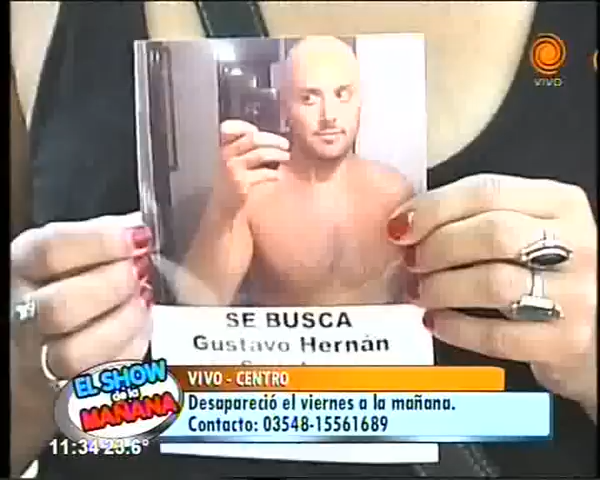 VIVO
SE BUSCA
Gustavo Hernán
EL SHOW
de la
MAÑANA
VIVO - CENTRO
Desapareció el viernes a la mañana.
Contacto: 03548-15561689
11:34 23.6°